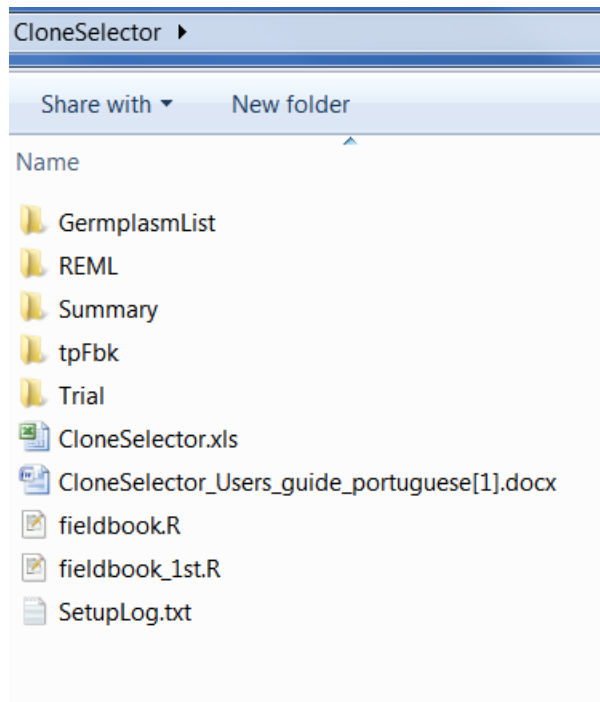 CloneSelector
Share with New folder
Name
GermplasmList
REML
Summary
tpFbk
Trial
CloneSelector.xls
CloneSelector_Users_guide_portuguese[1].docx
fieldbook.R
fieldbook_1st.R
SetupLog.txt